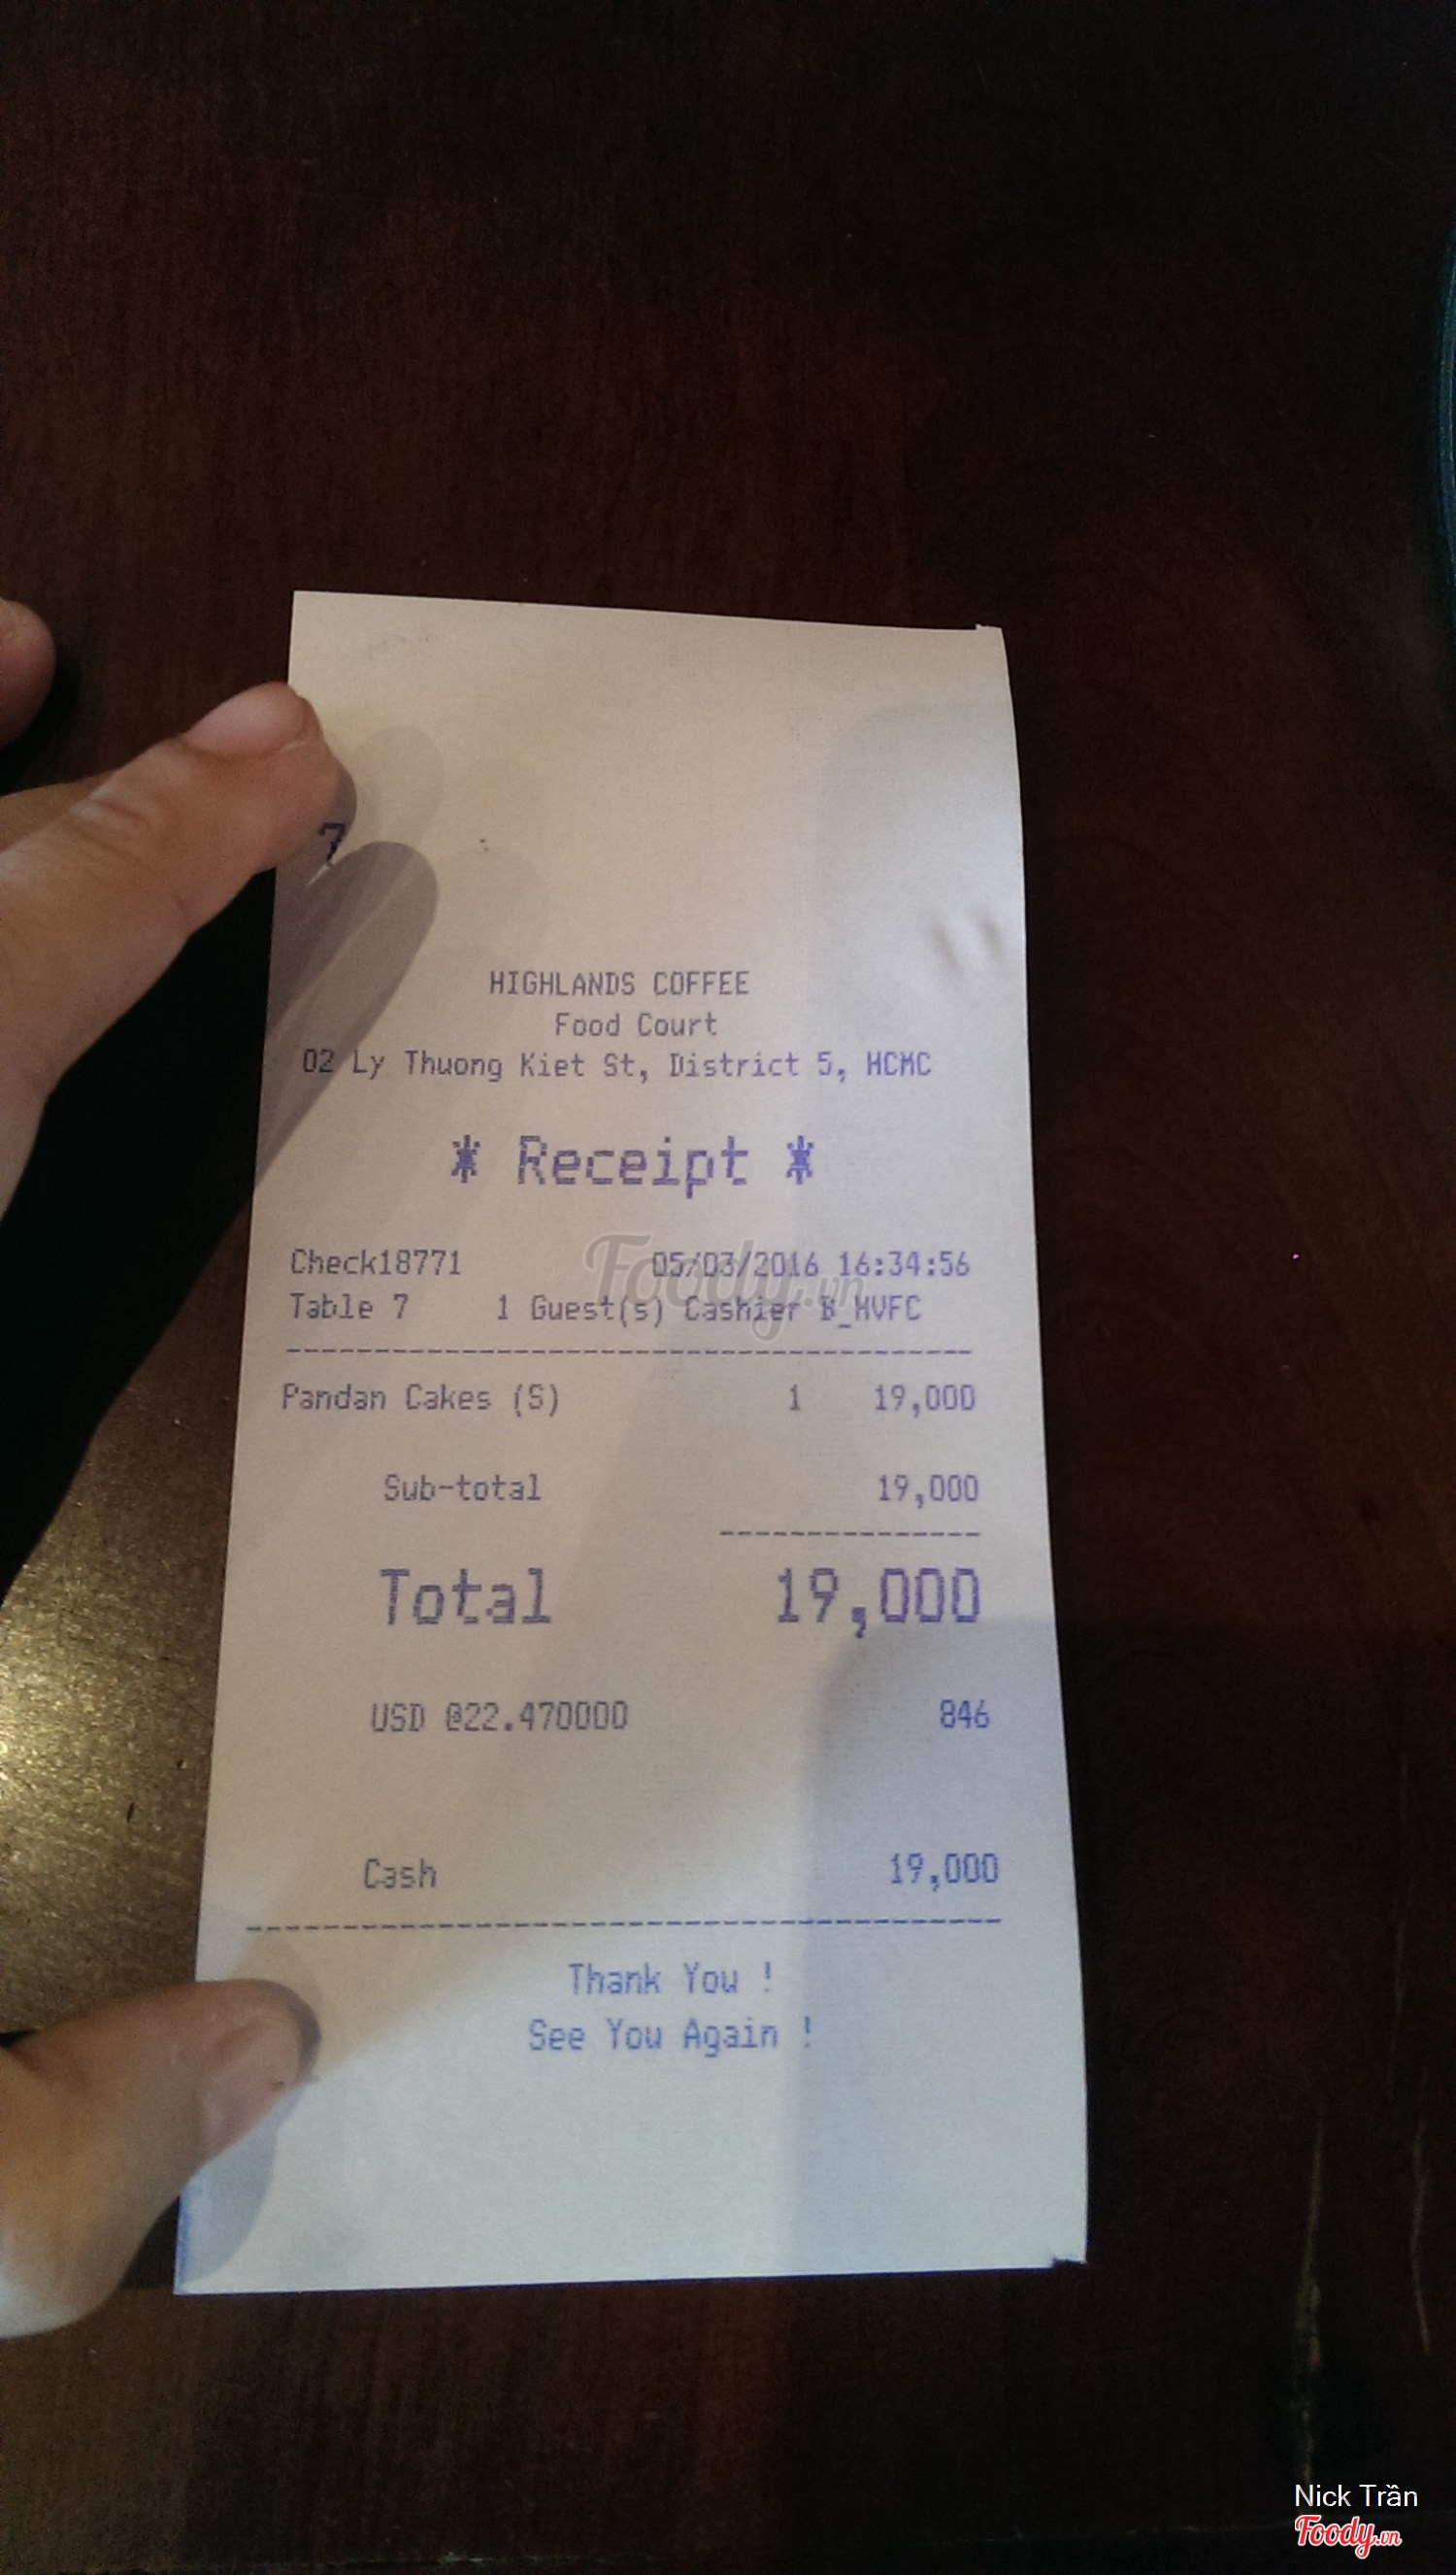 7
HIGHLANDS COFFEE
Food Court
02 Ly Thuong Kiet St, District 5, HCMC
* Receipt *
Check18771 05/03/2016 16:34:56
Table 7 1 Guest(s) Cashier B_HVFC
Pandan Cakes (S) 1 19,000
Sub-total 19,000
Total 19,000
USD @22.470000 846
Cash 19,000
Thank You !
See You Again !
Foody.vn
Nick Trần
Foody.vn